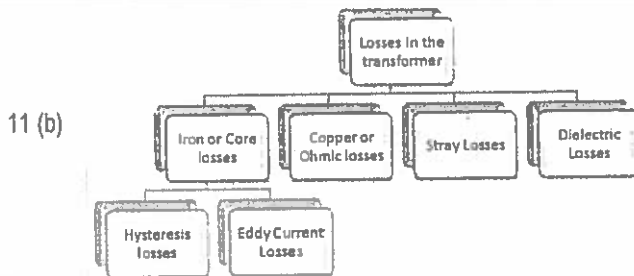 Losses in the
transformer
11 (b)
Iron or Core
losses
Copper or
Ohmic losses
Stray Losses
Dielectric
Losses
Hysteresis
losses
Eddy Current
Losses